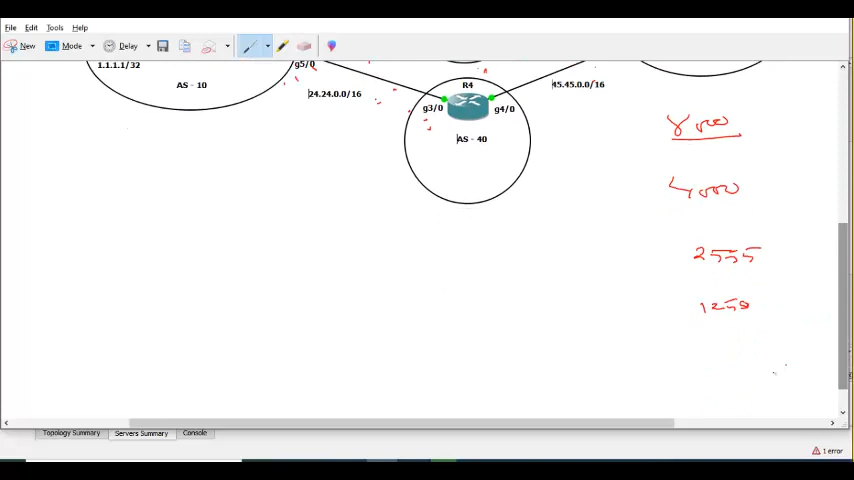 File Edit Tools Help
New Mode Delay
1.1.1.1/32
g5/0
AS - 10
24.24.0.0/16
R4
45.45.0.0/16
g3/0
g4/0
AS - 40
8000
4000
2555
1250
Topology Summary Servers Summary Console
1 error